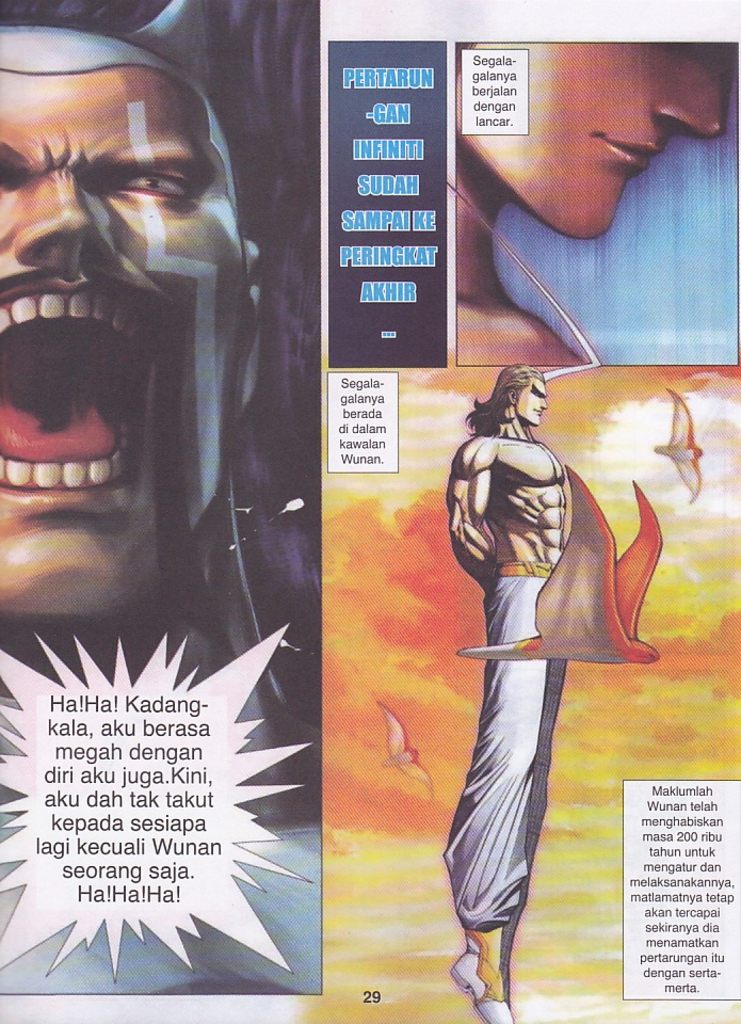 Ha!Ha! Kadang-
kala, aku berasa
megah dengan
diri aku juga.Kini,
aku dah tak takut
kepada sesiapa
lagi kecuali Wunan
seorang saja.
Ha!Ha!Ha!
PERTARUN
-GAN
INFINITI
SUDAH
SAMPAI KE
PERINGKAT
AKHIR
...
Segala-
galanya
berjalan
dengan
lancar.
Segala-
galanya
berada
di dalam
kawalan
Wunan.
Maklumlah
Wunan telah
menghabiskan
masa 200 ribu
tahun untuk
mengatur dan
melaksanakannya,
matlamatnya tetap
akan tercapai
sekiranya dia
menamatkan
pertarungan itu
dengan serta-
merta.
29